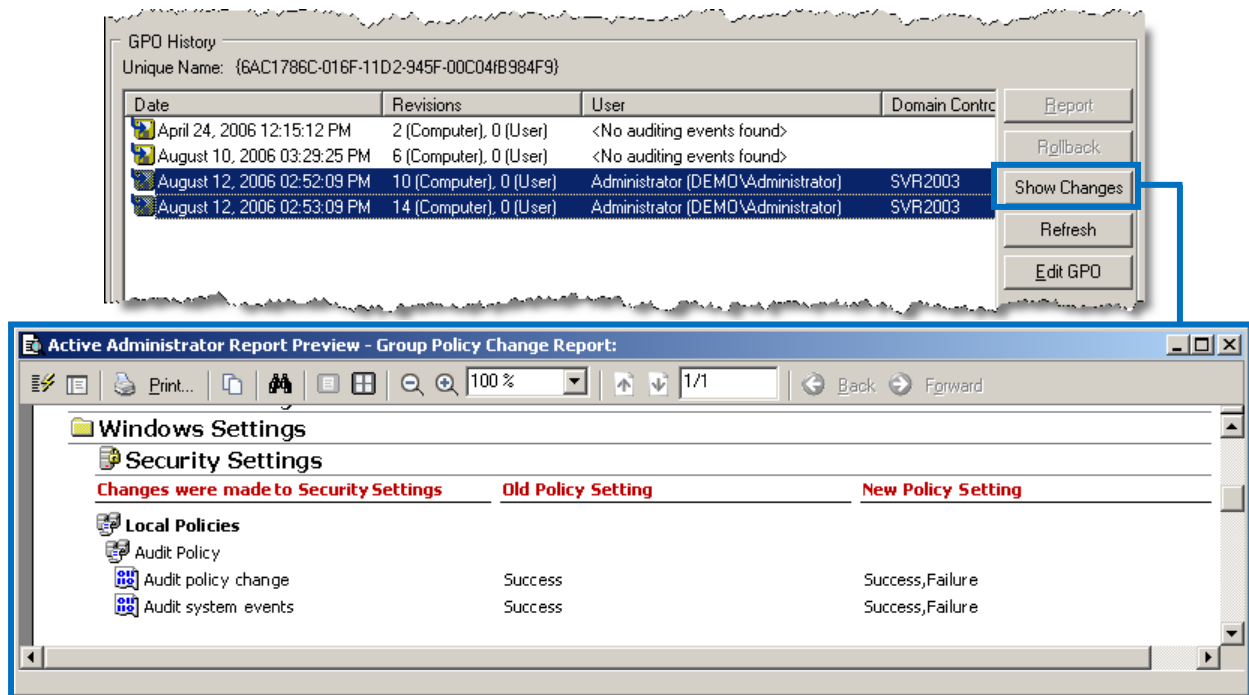 GPO History
Unique Name: {6AC1786C-016F-11D2-945F-00C04fB984F9}
Date Revisions User Domain Contrc
April 24, 2006 12:15:12 PM 2 (Computer), 0 (User) <No auditing events found>
August 10, 2006 03:29:25 PM 6 (Computer), 0 (User) <No auditing events found>
August 12, 2006 02:52:09 PM 10 (Computer), 0 (User) Administrator (DEMO\Administrator) SVR2003
August 12, 2006 02:53:09 PM 14 (Computer), 0 (User) Administrator (DEMO\Administrator) SVR2003
Report
Rollback
Show Changes
Refresh
Edit GPO
Active Administrator Report Preview - Group Policy Change Report:
Print... 100 % 1/1 Back Forward
Windows Settings
Security Settings
Changes were made to Security Settings Old Policy Setting New Policy Setting
Local Policies
Audit Policy
Audit policy change Success Success,Failure
Audit system events Success Success,Failure